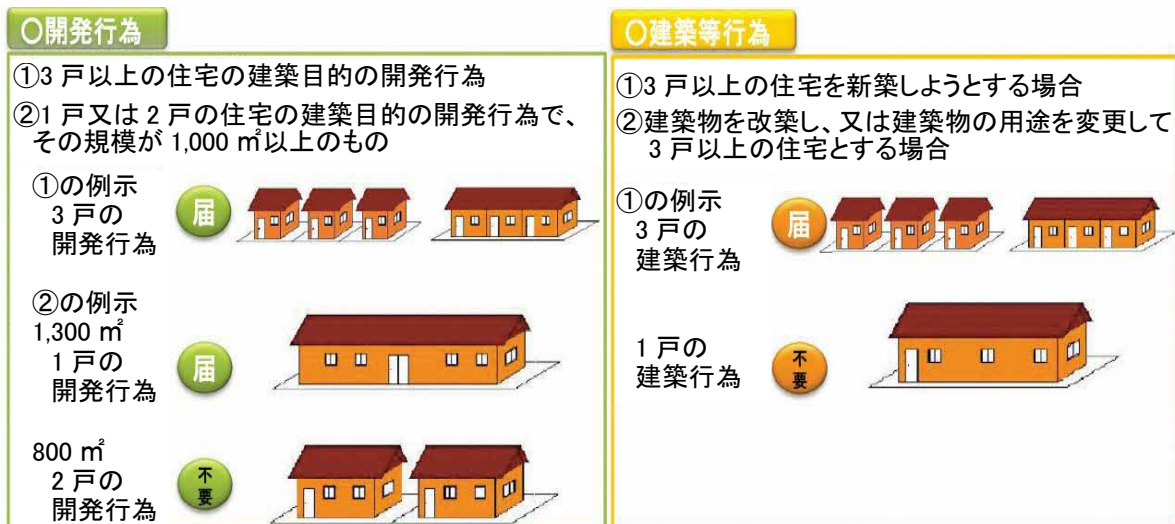 〇開発行為
①3 戸以上の住宅の建築目的の開発行為
②1 戸又は 2 戸の住宅の建築目的の開発行為で、
その規模が 1,000 ㎡以上のもの
①の例示
3 戸の
開発行為
届
②の例示
1,300 ㎡
1 戸の
開発行為
届
800 ㎡
2 戸の
開発行為
不要
〇建築等行為
①3 戸以上の住宅を新築しようとする場合
②建築物を改築し、又は建築物の用途を変更して
3 戸以上の住宅とする場合
①の例示
3 戸の
建築行為
届
1 戸の
建築行為
不要